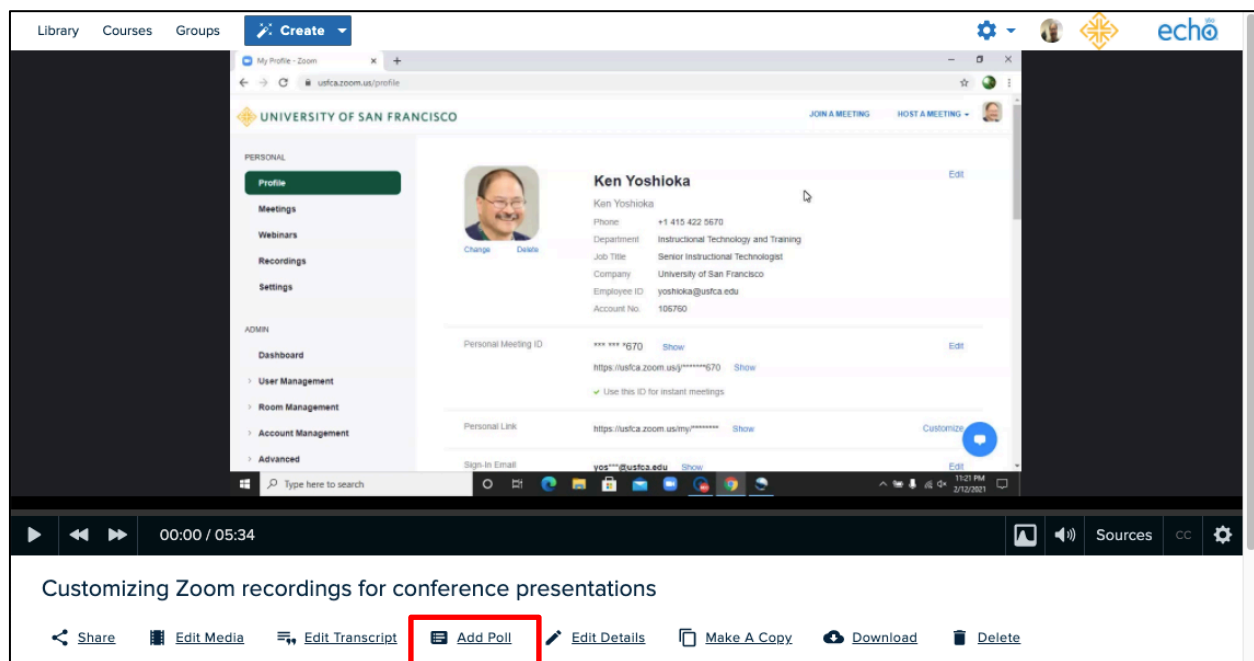 Library Courses Groups Create echo360
My Profile - Zoom
usfca.zoom.us/profile
UNIVERSITY OF SAN FRANCISCO JOIN A MEETING HOST A MEETING
PERSONAL
Profile
Meetings
Webinars
Recordings
Settings
ADMIN
Dashboard
User Management
Room Management
Account Management
Advanced
Change Delete
Ken Yoshioka Edit
Ken Yoshioka
Phone +1 415 422 5670
Department Instructional Technology and Training
Job Title Senior Instructional Technologist
Company University of San Francisco
Employee ID yoshioka@usfca.edu
Account No. 106760
Personal Meeting ID *** *** *670 Show Edit
https://usfca.zoom.us/j/*******670 Show
Use this ID for instant meetings
Personal Link https://usfca.zoom.us/my/******** Show Customize
Sign-In Email yos***@usfca.edu Show Edit
Type here to search 11:21 PM
2/12/2021
00:00 / 05:34 Sources CC
Customizing Zoom recordings for conference presentations
Share Edit Media Edit Transcript Add Poll Edit Details Make A Copy Download Delete